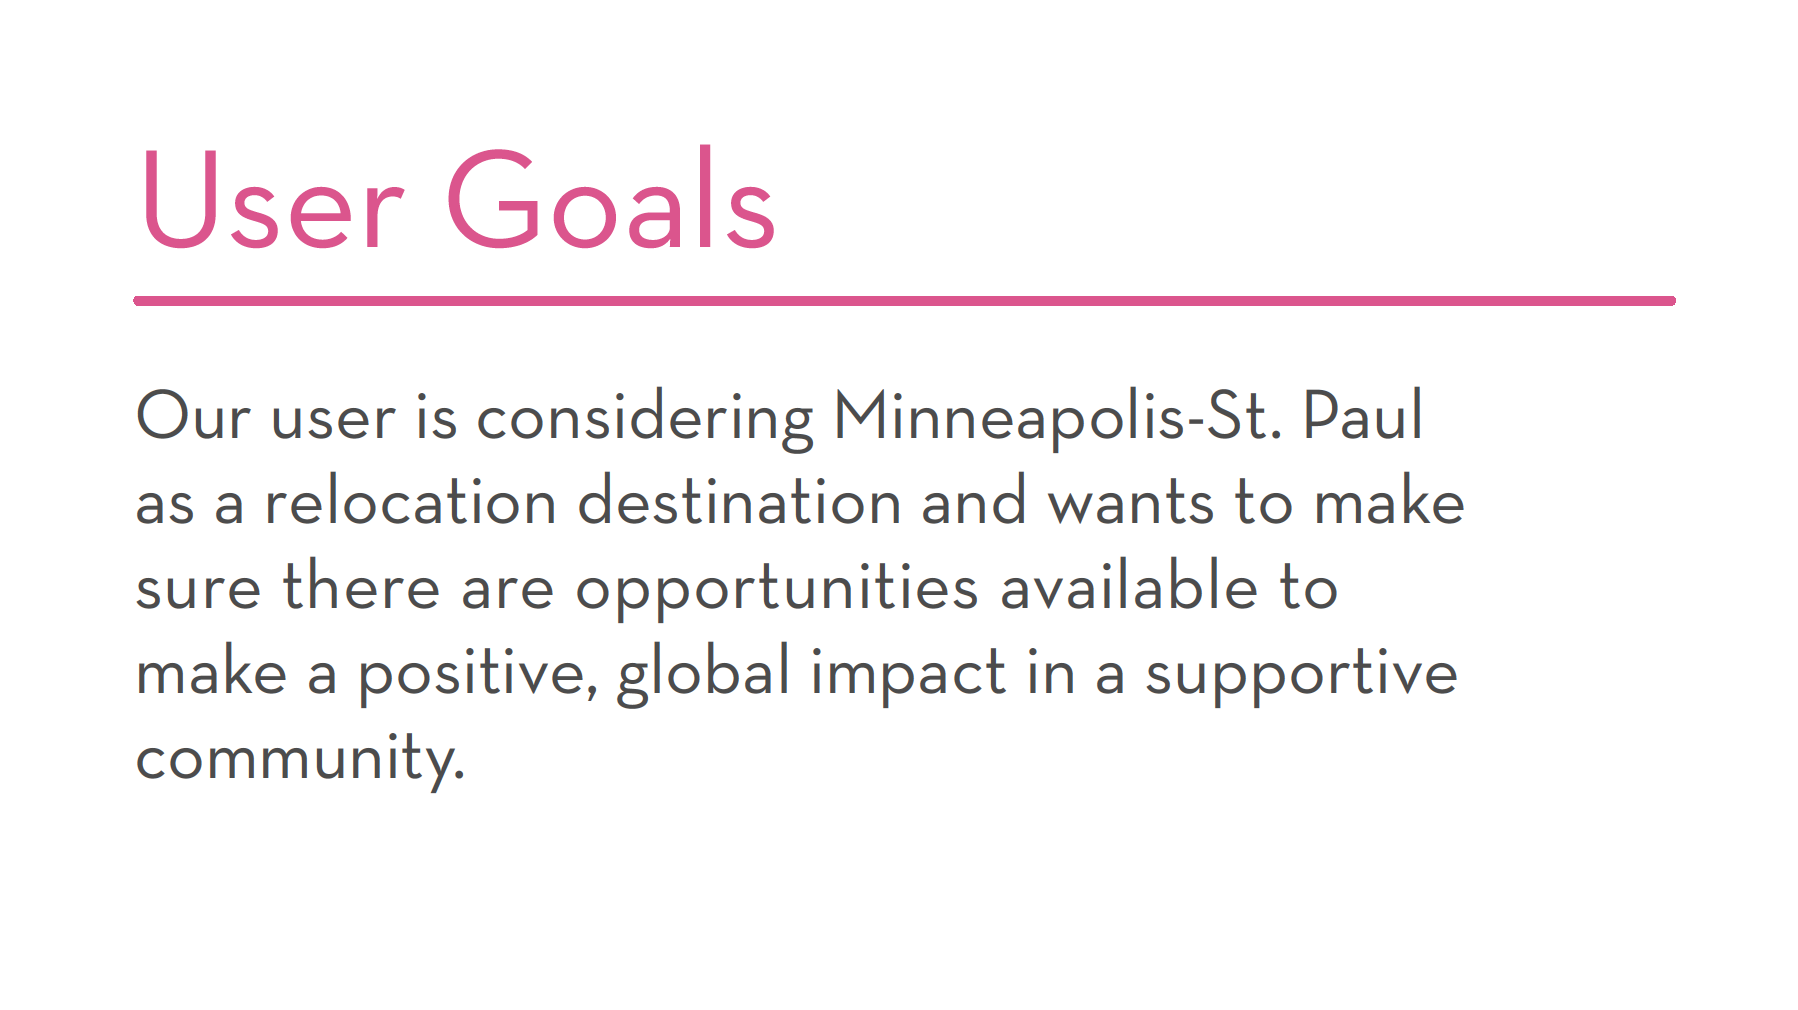 User Goals
Our user is considering Minneapolis-St. Paul
as a relocation destination and wants to make
sure there are opportunities available to
make a positive, global impact in a supportive
community.